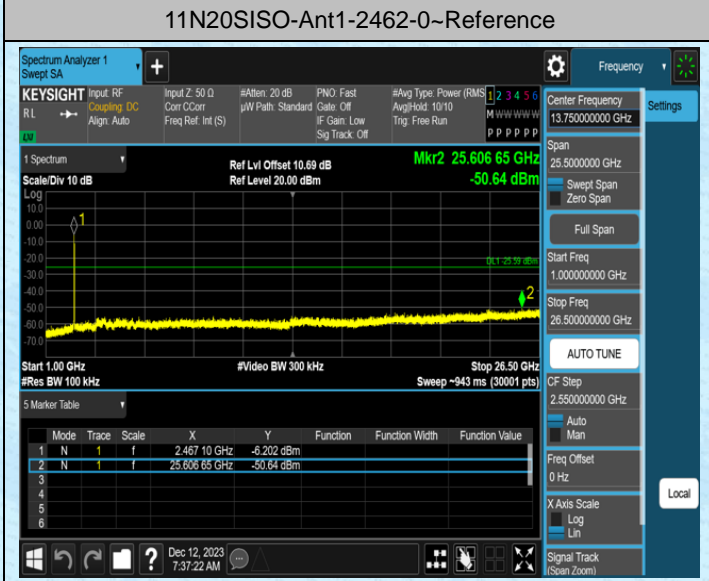 11N20SISO-Ant1-2462-0~Reference
Spectrum Analyzer 1
Swept SA
+
Frequency
KEYSIGHT
RL
LXI
Input: RF
Coupling: DC
Align: Auto
Input Z: 50 Ω
Corr CCorr
Freq Ref: Int (S)
#Atten: 20 dB
µW Path: Standard
PNO: Fast
Gate: Off
IF Gain: Low
Sig Track: Off
#Avg Type: Power (RMS
Avg|Hold: 10/10
Trig: Free Run
1 2 3 4 5 6
M W W W W W
P P P P P P
Center Frequency
13.750000000 GHz
Settings
Span
25.5000000 GHz
Swept Span
Zero Span
Full Span
Start Freq
1.000000000 GHz
Stop Freq
26.500000000 GHz
AUTO TUNE
CF Step
2.550000000 GHz
Auto
Man
Freq Offset
0 Hz
X Axis Scale
Log
Lin
Signal Track
(Span Zoom)
Local
1 Spectrum
Scale/Div 10 dB
Ref Lvl Offset 10.69 dB
Ref Level 20.00 dBm
Mkr2 25.606 65 GHz
-50.64 dBm
Log
10.0
0.00
-10.0
-20.0
-30.0
-40.0
-50.0
-60.0
-70.0
1
DL1 -25.59 dBm
2
Start 1.00 GHz
#Video BW 300 kHz
Stop 26.50 GHz
#Res BW 100 kHz
Sweep ~943 ms (30001 pts)
5 Marker Table
Mode Trace Scale X Y Function Function Width Function Value
1 N 1 f 2.467 10 GHz -6.202 dBm
2 N 1 f 25.606 65 GHz -50.64 dBm
3
4
5
6
?
Dec 12, 2023
7:37:22 AM